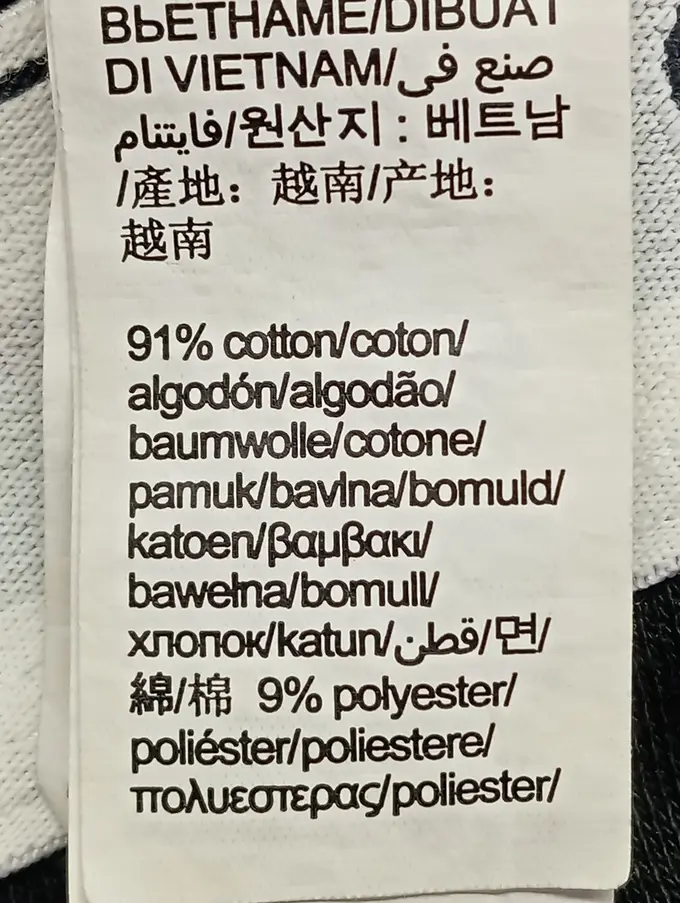 ВЬЕТНАМЕ/DIBUAT
DI VIETNAM/صنع في
فايتنام/원산지 : 베트남
/產地：越南/产地：
越南
91% cotton/coton/
algodón/algodão/
baumwolle/cotone/
pamuk/bavlna/bomuld/
katoen/βαμβακι/
bawełna/bomull/
хлопок/katun/قطن/면/
綿/棉 9% polyester/
poliéster/poliestere/
πολυεστερας/poliester/